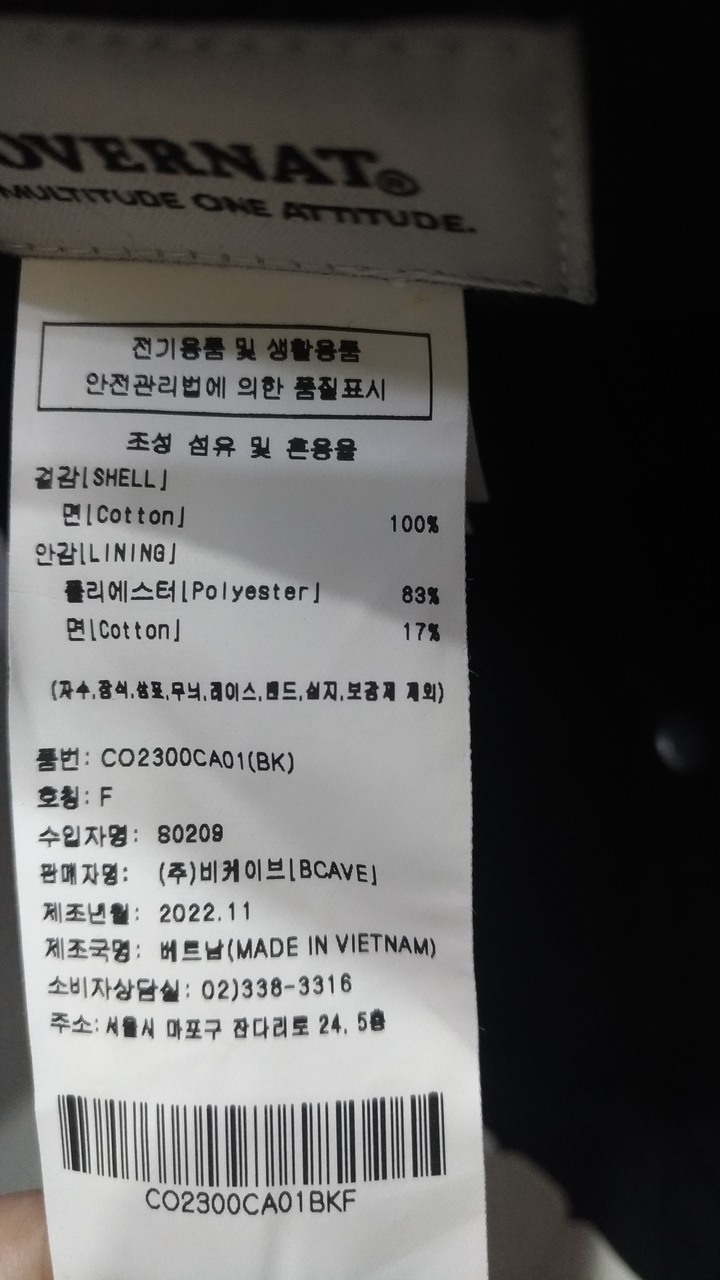 OVERNAT®
MULTITUDE ONE ATTITUDE.
전기용품 및 생활용품
안전관리법에 의한 품질표시
조성 섬유 및 혼용율
겉감[SHELL]
면[Cotton] 100%
안감[LINING]
폴리에스터[Polyester] 83%
면[Cotton] 17%
(자수,장식,상표,무늬,레이스,밴드,심지,보강제 제외)
품번: CO2300CA01(BK)
호칭: F
수입자명: 80209
판매자명: (주)비케이브[BCAVE]
제조년월: 2022.11
제조국명: 베트남(MADE IN VIETNAM)
소비자상담실: 02)338-3316
주소: 서울시 마포구 잔다리로 24, 5층
CO2300CA01BKF